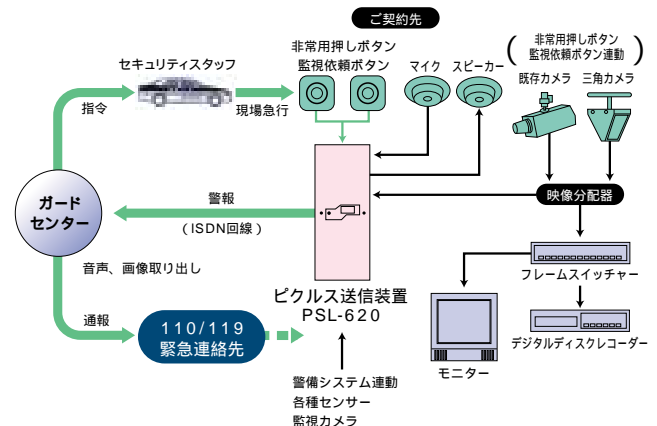 ご契約先
セキュリティスタッフ
指令
現場急行
非常用押しボタン
監視依頼ボタン
マイク
スピーカー
非常用押しボタン
監視依頼ボタン連動
既存カメラ
三角カメラ
ガード
センター
警報
(ISDN回線)
映像分配器
音声、画像取り出し
フレームスイッチャー
通報
110/119
緊急連絡先
ピクルス送信装置
PSL-620
デジタルディスクレコーダー
モニター
警備システム連動
各種センサー
監視カメラ